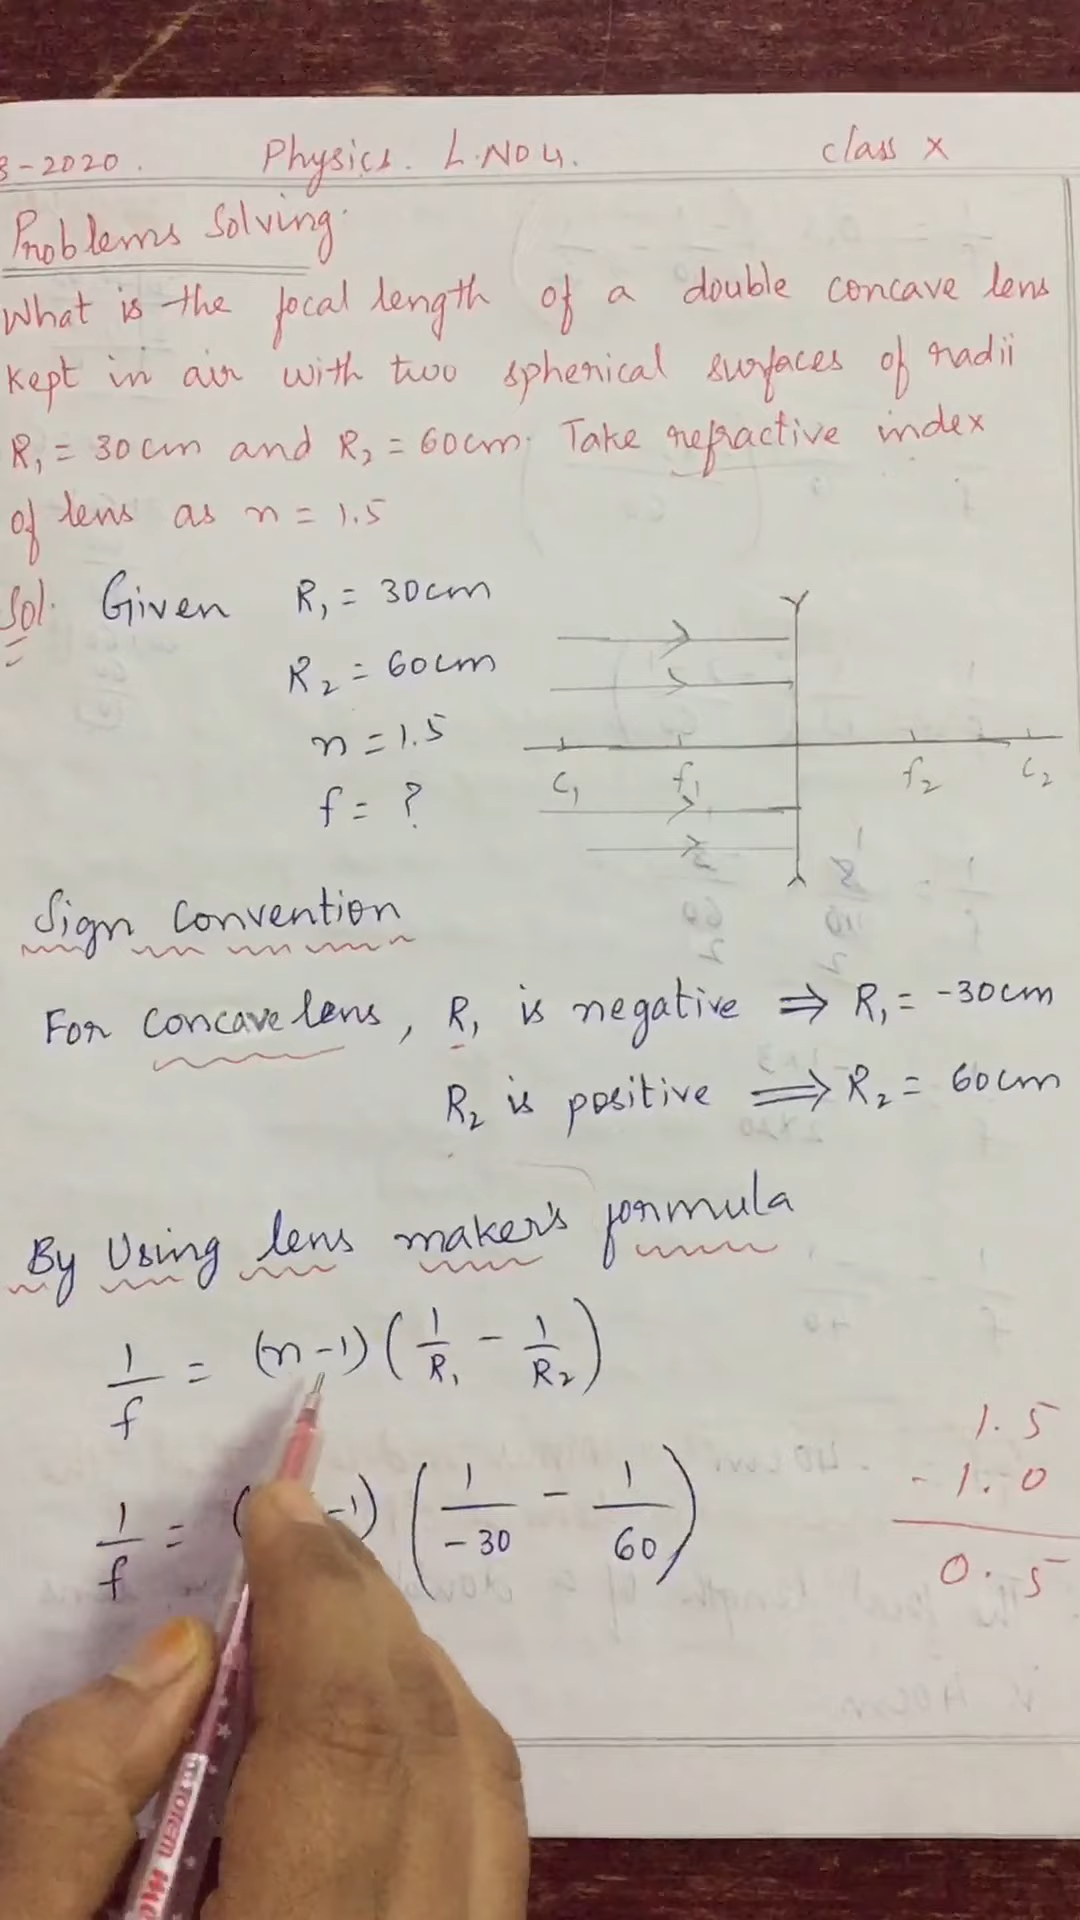 3-2020. Physics. L.NO4. class X
Problems Solving:
What is the focal length of a double concave lens
kept in air with two spherical surfaces of radii
R₁ = 30cm and R₂ = 60cm. Take refractive index
of lens as n = 1.5
Sol: Given R₁ = 30cm
R₂ = 60cm
n = 1.5
f = ?
C₁ f₁ f₂ C₂
Sign Convention
For Concave lens, R₁ is negative ⇒ R₁ = -30cm
R₂ is positive ⇒ R₂ = 60cm
By Using lens maker's formula
1/f = (n-1) (1/R₁ - 1/R₂)
1/f = ( -1) (1/-30 - 1/60)
1.5
- 1.0
0.5